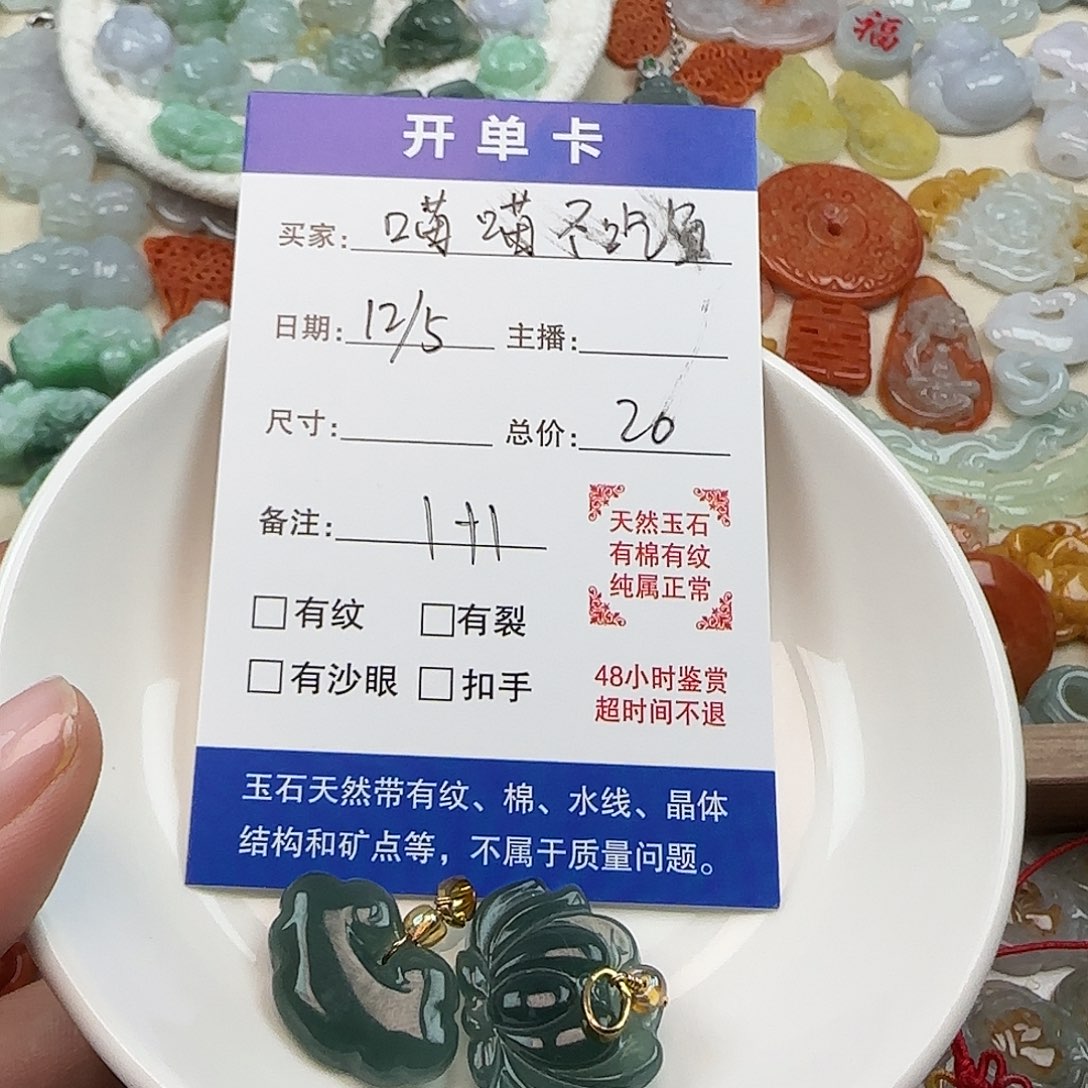 福
开单卡
买家: 喵喵不吃鱼
日期: 12/5 主播:
尺寸: 总价: 20
备注: 1+1
天然玉石
有棉有纹
纯属正常
□有纹 □有裂
□有沙眼 □扣手
48小时鉴赏
超时间不退
玉石天然带有纹、棉、水线、晶体
结构和矿点等，不属于质量问题。